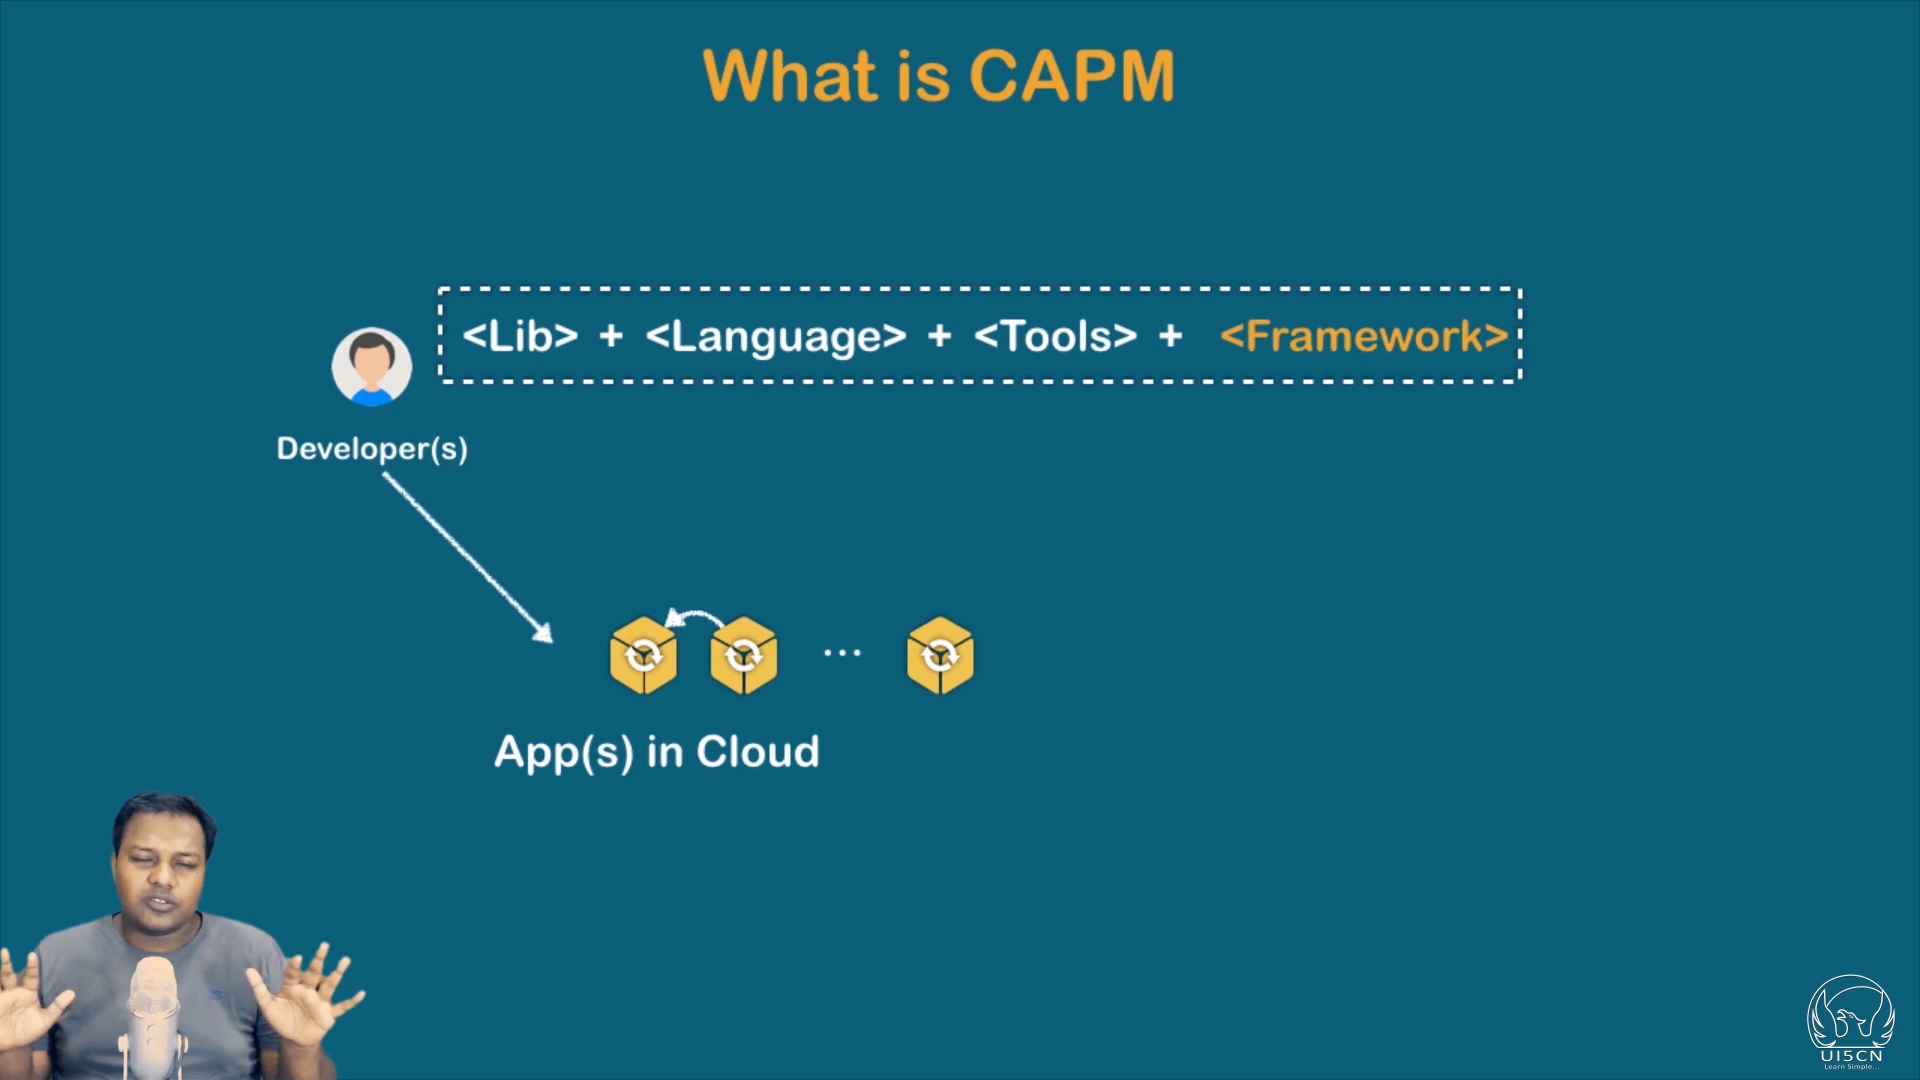 What is CAPM
<Lib> + <Language> + <Tools> + <Framework>
Developer(s)
...
App(s) in Cloud
UI5CN
Learn Simple...